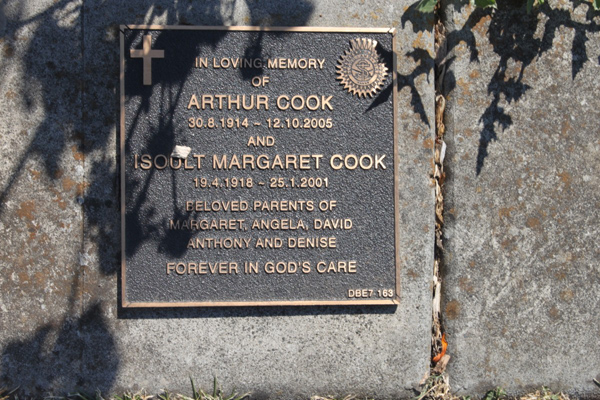 IN LOVING MEMORY
OF
ARTHUR COOK
30.8.1914 ~ 12.10.2005
AND
ISOULT MARGARET COOK
19.4.1918 ~ 25.1.2001
BELOVED PARENTS OF
MARGARET, ANGELA, DAVID
ANTHONY AND DENISE
FOREVER IN GOD'S CARE
DBE7-163